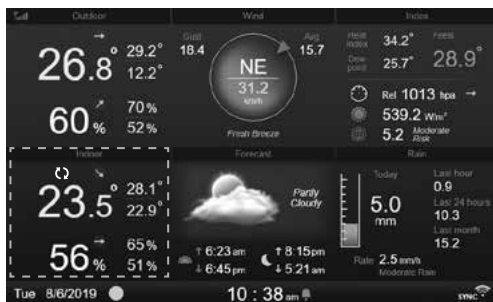 Outdoor
26.8° 29.2° 12.2°
60% 70% 52%
Wind
Gust 18.4
Avg 15.7
NE
31.2
km/h
Fresh Breeze
Index
Heat index 34.2°
Dew point 25.7°
Feels 28.9°
Rel 1013 hpa
539.2 W/m²
5.2 Moderate Risk
Indoor
23.5° 28.1° 22.9°
56% 65% 51%
Forecast
Partly
Cloudy
6:23 am
6:45 pm
8:15 pm
5:21 am
Rain
Today
5.0
mm
Last hour
0.9
Last 24 hours
10.3
Last month
15.2
Rate 2.5 mm/h
Moderate Rain
Tue 8/6/2019
10 : 38 am
SYNC